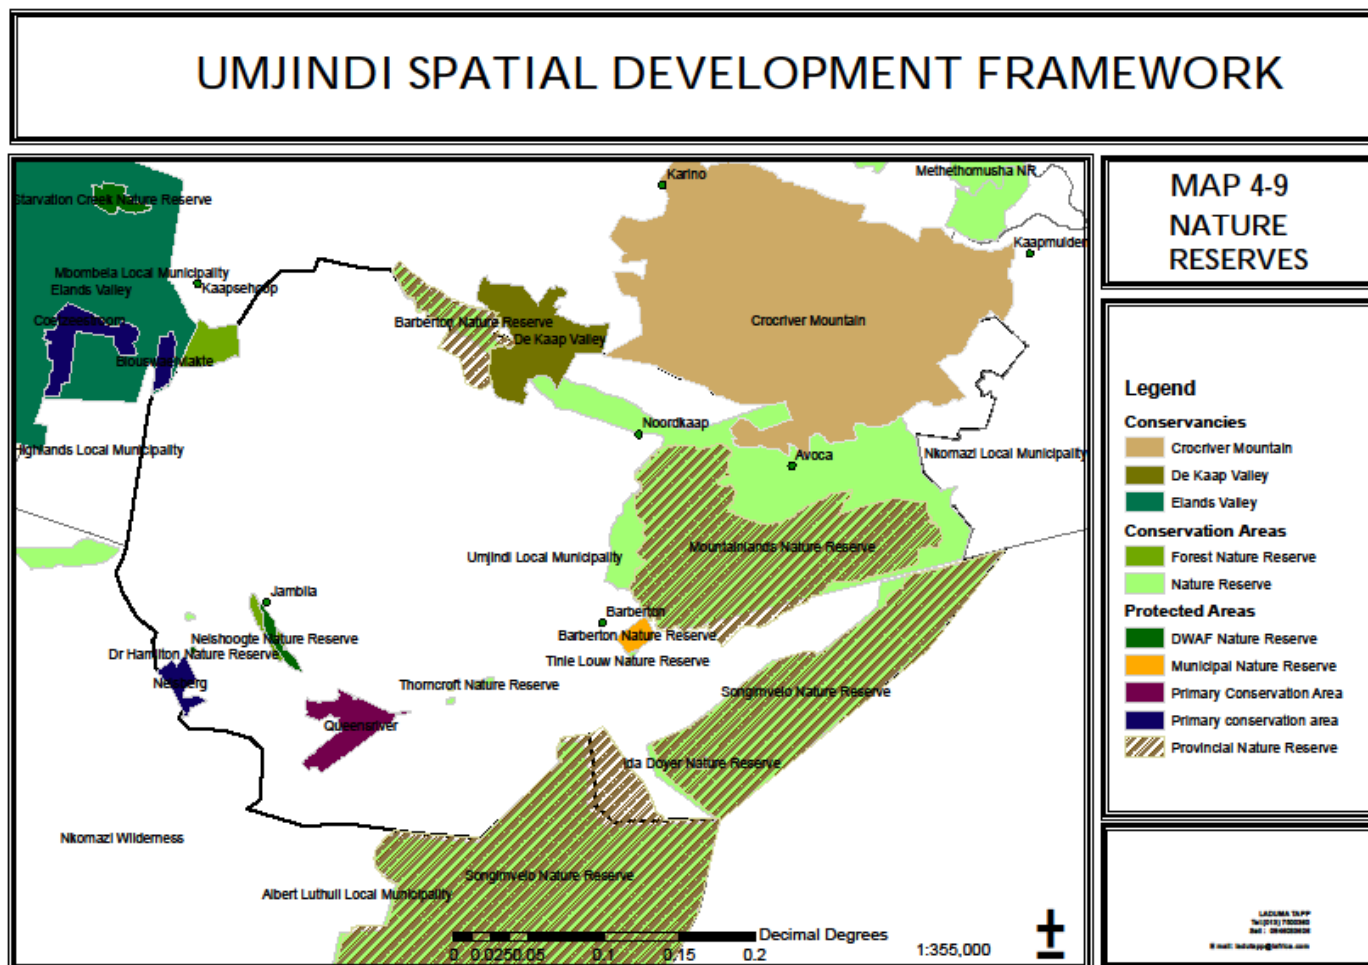 UMJINDI SPATIAL DEVELOPMENT FRAMEWORK
MAP 4-9
NATURE
RESERVES
Karino
Methethomusha NR
Starvation Creek Nature Reserve
Kaapmuiden
Mbombela Local Municipality
Elands Valley
Kaapsehoop
Barberton Nature Reserve
Crocriver Mountain
De Kaap Valley
Noordkaap
Highlands Local Municipality
Avoca
Nkomazi Local Municipality
Umjindi Local Municipality
Mountainlands Nature Reserve
Jambila
Barberton
Nelshoogte Nature Reserve
Barberton Nature Reserve
Dr Hamilton Nature Reserve
Tinie Louw Nature Reserve
Thorncroft Nature Reserve
Songimvelo Nature Reserve
Queensriver
Ida Doyer Nature Reserve
Nkomazi Wilderness
Songimvelo Nature Reserve
Albert Luthuli Local Municipality
Decimal Degrees
0 0.0250.05 0.1 0.15 0.2
1:355,000
Legend
Conservancies
Crocriver Mountain
De Kaap Valley
Elands Valley
Conservation Areas
Forest Nature Reserve
Nature Reserve
Protected Areas
DWAF Nature Reserve
Municipal Nature Reserve
Primary Conservation Area
Primary conservation area
Provincial Nature Reserve
LADUMA TAPP